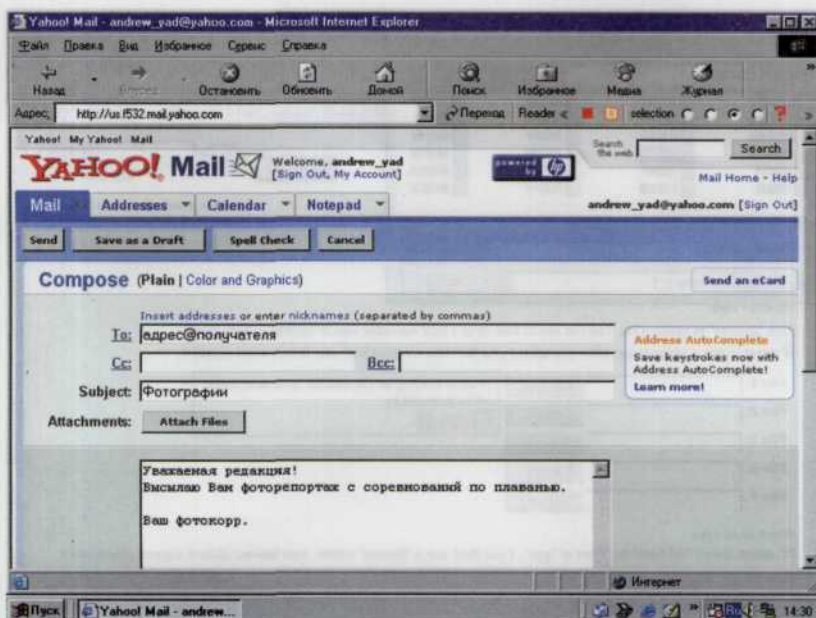 Yahoo! Mail - andrew_yad@yahoo.com - Microsoft Internet Explorer
Файл Правка Вид Избранное Сервис Справка
Назад Остановить Обновить Домой Поиск Избранное Медиа Журнал »
Адрес: http://us.f532.mail.yahoo.com Переход Reader « selection »
Yahoo! My Yahoo! Mail
YAHOO! Mail Welcome, andrew_yad powered by hp Search the web Search
[Sign Out, My Account]
Mail Home - Help
Mail Addresses Calendar Notepad andrew_yad@yahoo.com [Sign Out]
Send Save as a Draft Spell Check Cancel
Compose (Plain | Color and Graphics) Send an eCard
Insert addresses or enter nicknames (separated by commas)
To: адрес@получателя
Cc: Bcc:
Subject: Фотографии
Attachments: Attach Files
Address AutoComplete
Save keystrokes now with
Address AutoComplete!
Learn more!
Уважаемая редакция!
Высылаю Вам фоторепортаж с соревнований по плаванью.
Ваш фотокорр.
Интернет
Пуск Yahoo! Mail - andrew... » Ru 14:30